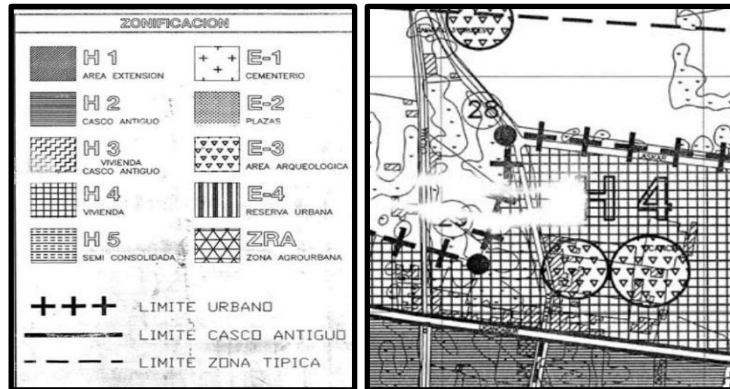 ZONIFICACION
H 1
AREA EXTENSION
H 2
CASCO ANTIGUO
H 3
VIVIENDA
CASCO ANTIGUO
H 4
VIVIENDA
H 5
SEMI CONSOLIDADA
E-1
CEMENTERIO
E-2
PLAZAS
E-3
AREA ARQUEOLOGICA
E-4
RESERVA URBANA
ZRA
ZONA AGROURBANA
LIMITE URBANO
LIMITE CASCO ANTIGUO
LIMITE ZONA TIPICA
28
H 4